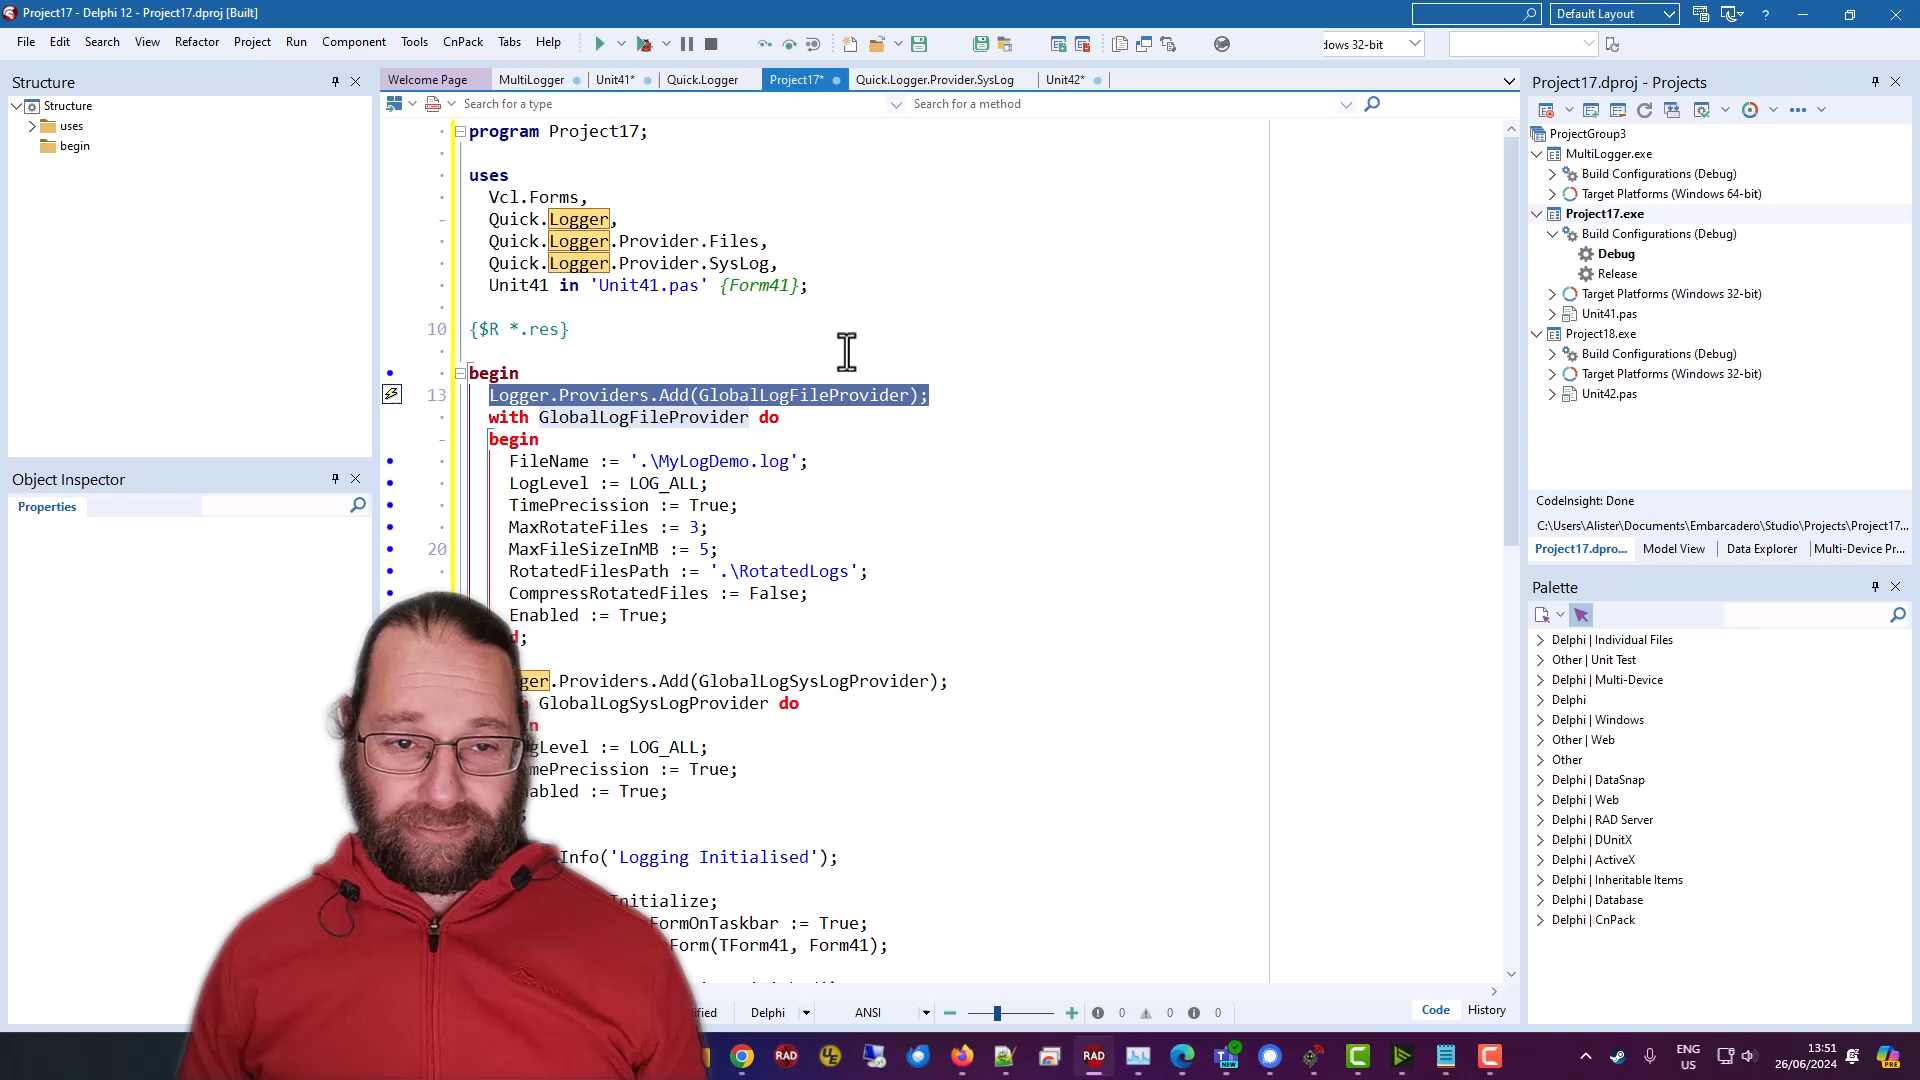 Project17 - Delphi 12 - Project17.dproj [Built]
Default Layout
File Edit Search View Refactor Project Run Component Tools CnPack Tabs Help
dows 32-bit
Structure
Structure
uses
begin
Object Inspector
Properties
Welcome Page MultiLogger Unit41* Quick.Logger Project17* Quick.Logger.Provider.SysLog Unit42*
Search for a type Search for a method
program Project17;
uses
Vcl.Forms,
Quick.Logger,
Quick.Logger.Provider.Files,
Quick.Logger.Provider.SysLog,
Unit41 in 'Unit41.pas' {Form41};
10 {$R *.res}
begin
13 Logger.Providers.Add(GlobalLogFileProvider);
with GlobalLogFileProvider do
begin
FileName := '.\MyLogDemo.log';
LogLevel := LOG_ALL;
TimePrecission := True;
MaxRotateFiles := 3;
20 MaxFileSizeInMB := 5;
RotatedFilesPath := '.\RotatedLogs';
CompressRotatedFiles := False;
Enabled := True;
d;
ger.Providers.Add(GlobalLogSysLogProvider);
GlobalLogSysLogProvider do
in
gLevel := LOG_ALL;
mePrecission := True;
abled := True;
;
.Info('Logging Initialised');
Initialize;
FormOnTaskbar := True;
Form(TForm41, Form41);
ified Delphi ANSI 0 0 0 Code History
Project17.dproj - Projects
ProjectGroup3
MultiLogger.exe
Build Configurations (Debug)
Target Platforms (Windows 64-bit)
Project17.exe
Build Configurations (Debug)
Debug
Release
Target Platforms (Windows 32-bit)
Unit41.pas
Project18.exe
Build Configurations (Debug)
Target Platforms (Windows 32-bit)
Unit42.pas
CodeInsight: Done
C:\Users\Alister\Documents\Embarcadero\Studio\Projects\Project17...
Project17.dpro... Model View Data Explorer Multi-Device Pr...
Palette
Delphi | Individual Files
Other | Unit Test
Delphi | Multi-Device
Delphi
Delphi | Windows
Other | Web
Other
Delphi | DataSnap
Delphi | Web
Delphi | RAD Server
Delphi | DUnitX
Delphi | ActiveX
Delphi | Inheritable Items
Delphi | Database
Delphi | CnPack
RAD UE RAD NEW
ENG
US
13:51
26/06/2024
PRE